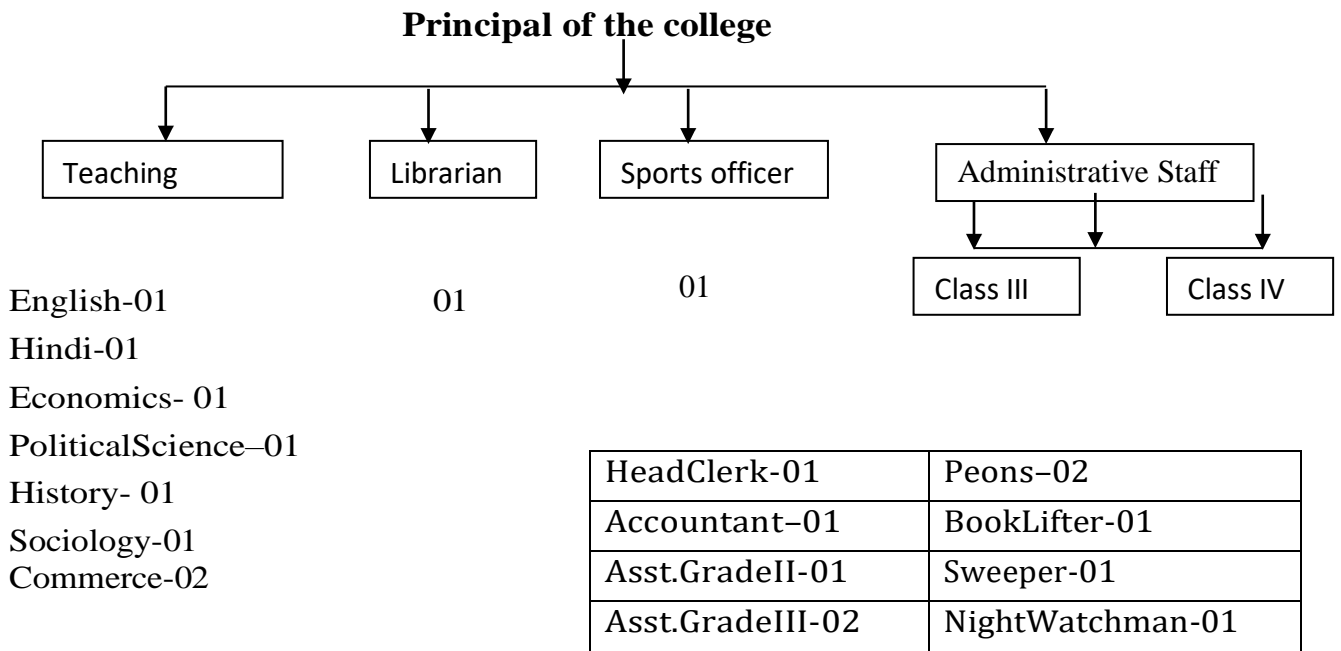 Principal of the college
Teaching
Librarian
Sports officer
Administrative Staff
Class III
Class IV
English-01
01
01
Hindi-01
Economics- 01
PoliticalScience–01
History- 01
Sociology-01
Commerce-02
HeadClerk-01
Peons–02
Accountant–01
BookLifter-01
Asst.GradeII-01
Sweeper-01
Asst.GradeIII-02
NightWatchman-01